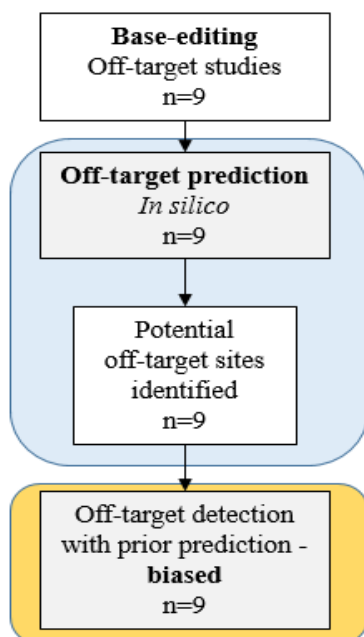 Base-editing
Off-target studies
n=9
Off-target prediction
In silico
n=9
Potential
off-target sites
identified
n=9
Off-target detection
with prior prediction -
biased
n=9